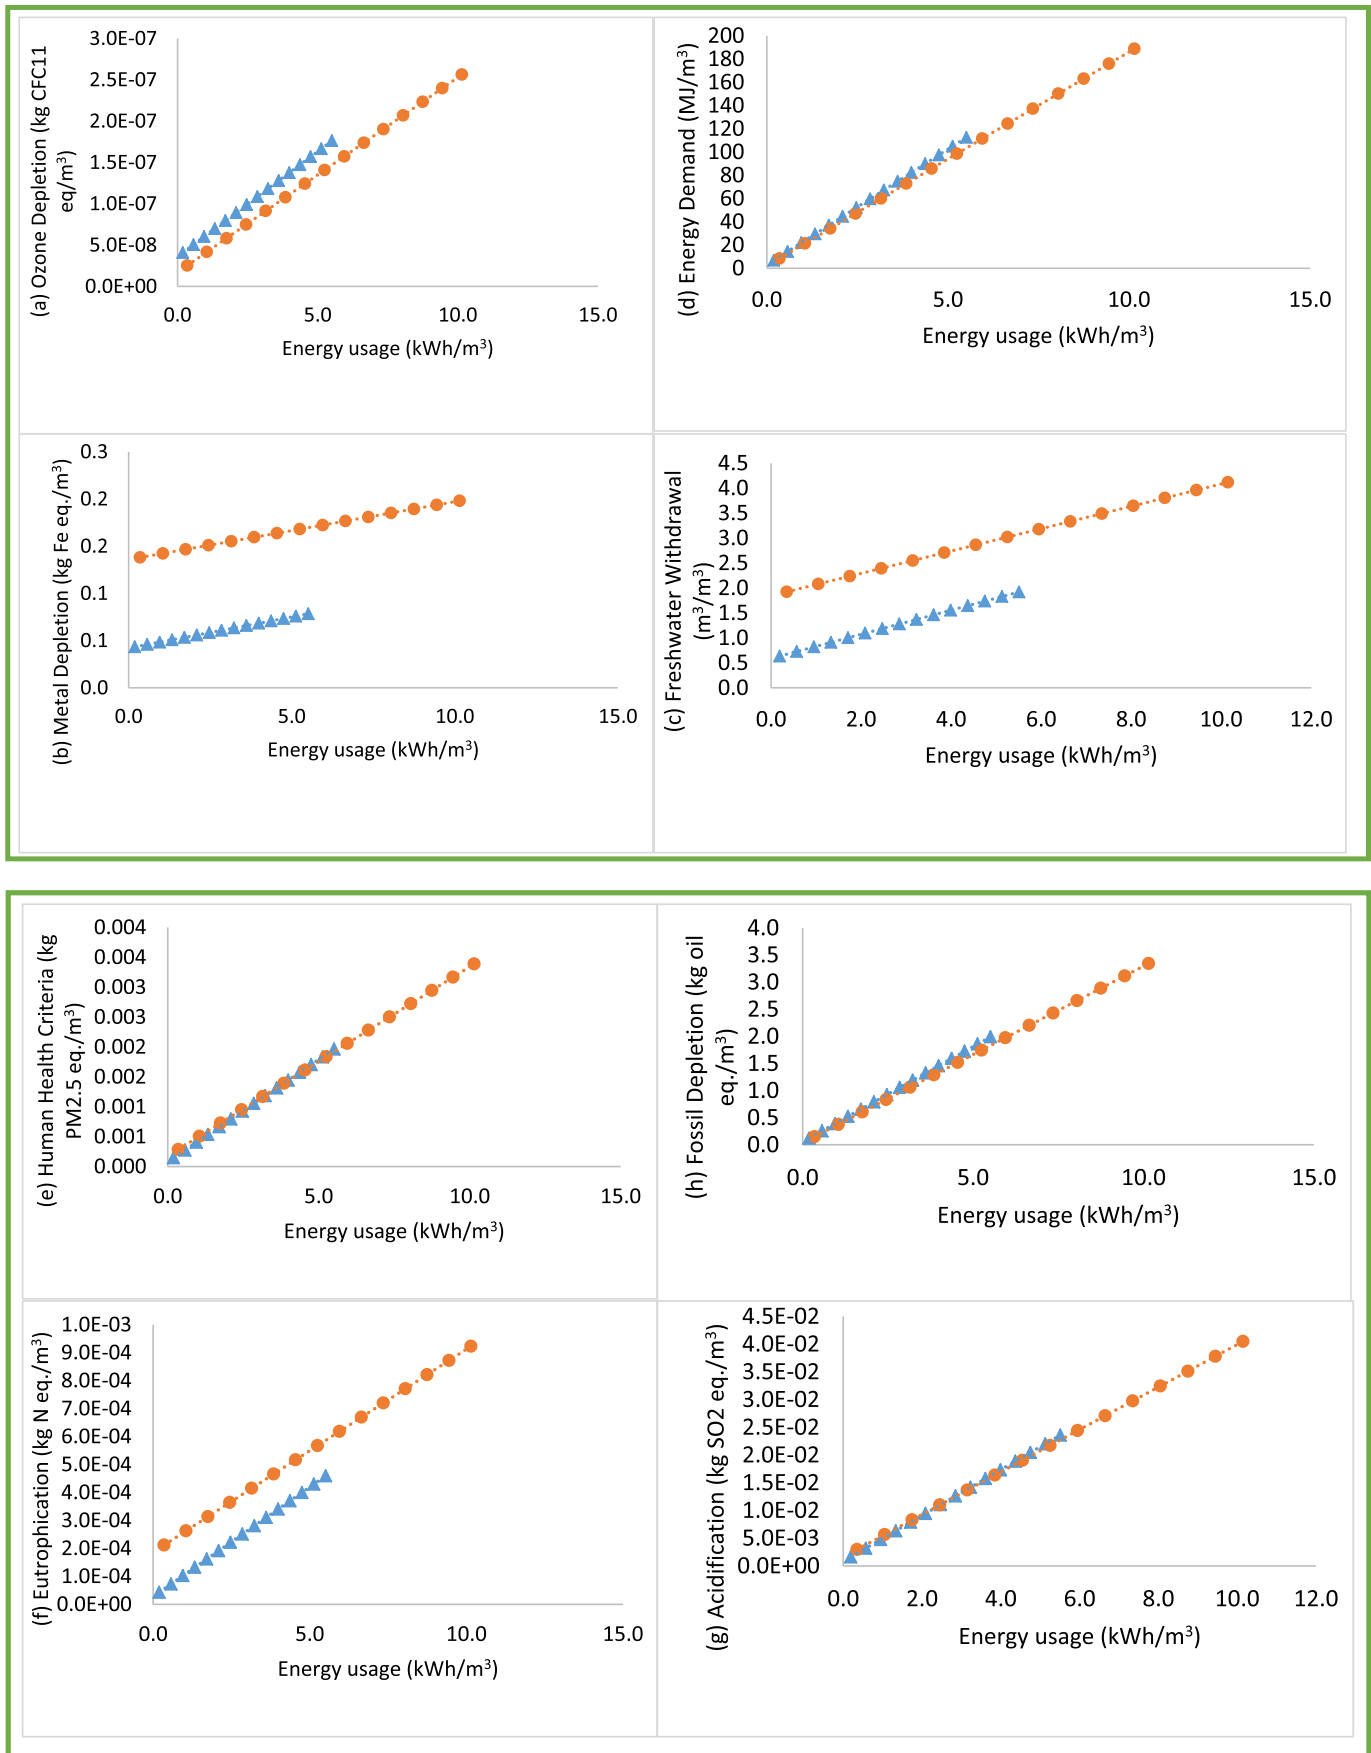 (a) Ozone Depletion (kg CFC11
eq/m³)
3.0E-07
2.5E-07
2.0E-07
1.5E-07
1.0E-07
5.0E-08
0.0E+00
0.0 5.0 10.0 15.0
Energy usage (kWh/m³)
(d) Energy Demand (MJ/m³)
200
180
160
140
120
100
80
60
40
20
0
0.0 5.0 10.0 15.0
Energy usage (kWh/m³)
(b) Metal Depletion (kg Fe eq./m³)
0.3
0.2
0.2
0.1
0.1
0.0
0.0 5.0 10.0 15.0
Energy usage (kWh/m³)
(c) Freshwater Withdrawal
(m³/m³)
4.5
4.0
3.5
3.0
2.5
2.0
1.5
1.0
0.5
0.0
0.0 2.0 4.0 6.0 8.0 10.0 12.0
Energy usage (kWh/m³)
(e) Human Health Criteria (kg
PM2.5 eq./m³)
0.004
0.004
0.003
0.003
0.002
0.002
0.001
0.001
0.000
0.0 5.0 10.0 15.0
Energy usage (kWh/m³)
(h) Fossil Depletion (kg oil
eq./m³)
4.0
3.5
3.0
2.5
2.0
1.5
1.0
0.5
0.0
0.0 5.0 10.0 15.0
Energy usage (kWh/m³)
(f) Eutrophication (kg N eq./m³)
1.0E-03
9.0E-04
8.0E-04
7.0E-04
6.0E-04
5.0E-04
4.0E-04
3.0E-04
2.0E-04
1.0E-04
0.0E+00
0.0 5.0 10.0 15.0
Energy usage (kWh/m³)
(g) Acidification (kg SO2 eq./m³)
4.5E-02
4.0E-02
3.5E-02
3.0E-02
2.5E-02
2.0E-02
1.5E-02
1.0E-02
5.0E-03
0.0E+00
0.0 2.0 4.0 6.0 8.0 10.0 12.0
Energy usage (kWh/m³)